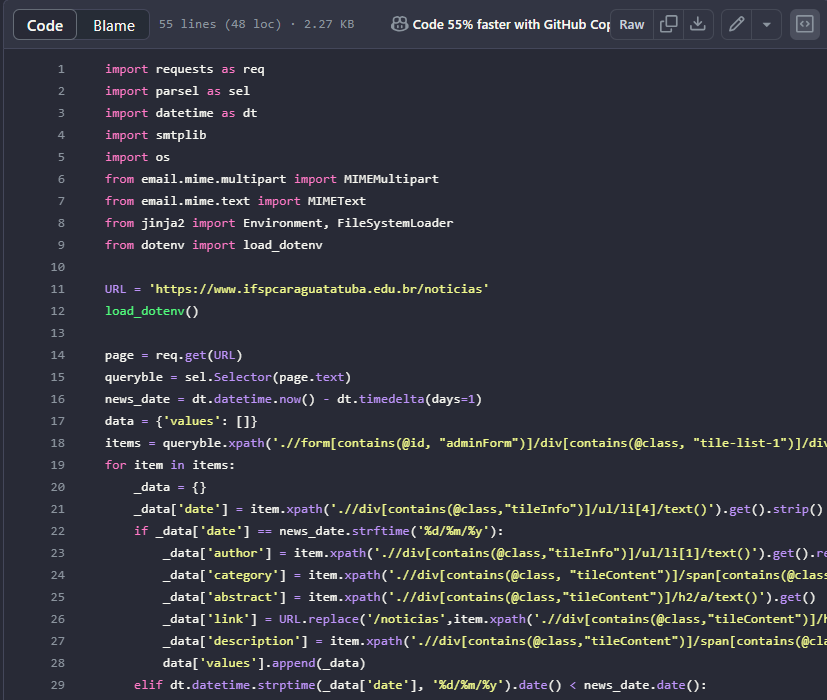 Code Blame 55 lines (48 loc) · 2.27 KB Code 55% faster with GitHub Cop Raw
1 import requests as req
2 import parsel as sel
3 import datetime as dt
4 import smtplib
5 import os
6 from email.mime.multipart import MIMEMultipart
7 from email.mime.text import MIMEText
8 from jinja2 import Environment, FileSystemLoader
9 from dotenv import load_dotenv
10
11 URL = 'https://www.ifspcaraguatatuba.edu.br/noticias'
12 load_dotenv()
13
14 page = req.get(URL)
15 queryble = sel.Selector(page.text)
16 news_date = dt.datetime.now() - dt.timedelta(days=1)
17 data = {'values': []}
18 items = queryble.xpath('.//form[contains(@id, "adminForm")]/div[contains(@class, "tile-list-1")]/div
19 for item in items:
20     _data = {}
21     _data['date'] = item.xpath('.//div[contains(@class,"tileInfo")]/ul/li[4]/text()').get().strip()
22     if _data['date'] == news_date.strftime('%d/%m/%y'):
23         _data['author'] = item.xpath('.//div[contains(@class,"tileInfo")]/ul/li[1]/text()').get().re
24         _data['category'] = item.xpath('.//div[contains(@class, "tileContent")]/span[contains(@class
25         _data['abstract'] = item.xpath('.//div[contains(@class,"tileContent")]/h2/a/text()').get()
26         _data['link'] = URL.replace('/noticias',item.xpath('.//div[contains(@class,"tileContent")]/h
27         _data['description'] = item.xpath('.//div[contains(@class,"tileContent")]/span[contains(@cla
28         data['values'].append(_data)
29     elif dt.datetime.strptime(_data['date'], '%d/%m/%y').date() < news_date.date():